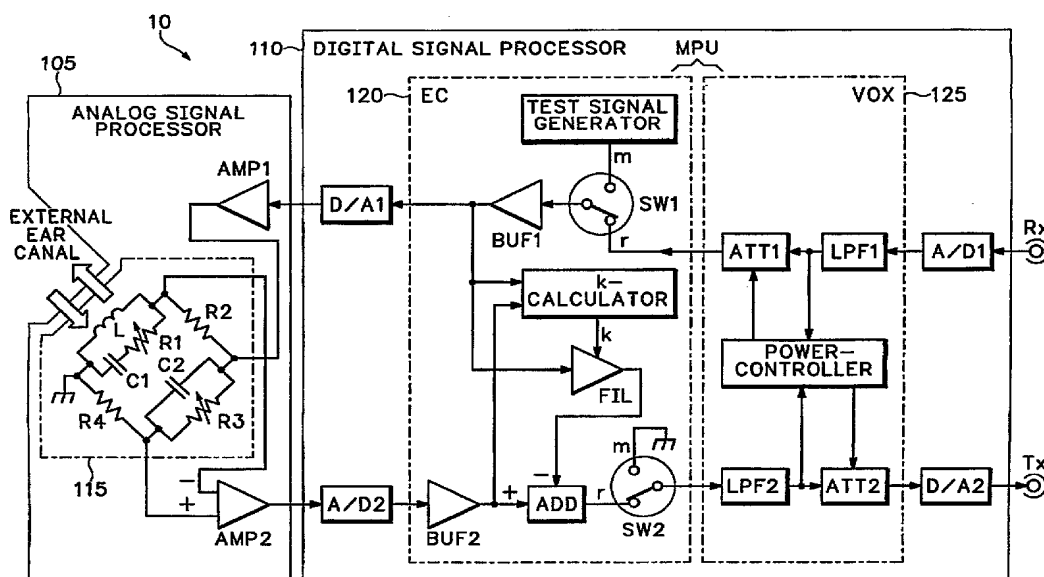 10
110
DIGITAL SIGNAL PROCESSOR
MPU
105
ANALOG SIGNAL
PROCESSOR
120
EC
VOX
125
TEST SIGNAL
GENERATOR
m
AMP1
D/A1
BUF1
SW1
r
ATT1
LPF1
A/D1
Rx
EXTERNAL
EAR
CANAL
k-
CALCULATOR
k
L
R1
R2
C1
C2
R3
R4
FIL
POWER-
CONTROLLER
115
−
+
AMP2
A/D2
BUF2
+
−
ADD
r
m
SW2
LPF2
ATT2
D/A2
Tx